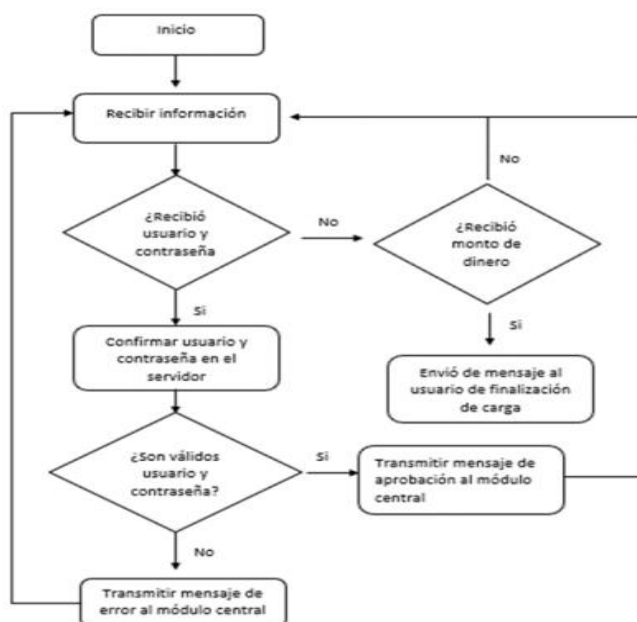 Inicio
Recibir información
No
¿Recibió
usuario y
contraseña
No
¿Recibió
monto de
dinero
Si
Si
Confirmar usuario y
contraseña en el
servidor
Envió de mensaje al
usuario de finalización
de carga
¿Son válidos
usuario y
contraseña?
Si
Transmitir mensaje de
aprobación al módulo
central
No
Transmitir mensaje de
error al módulo central